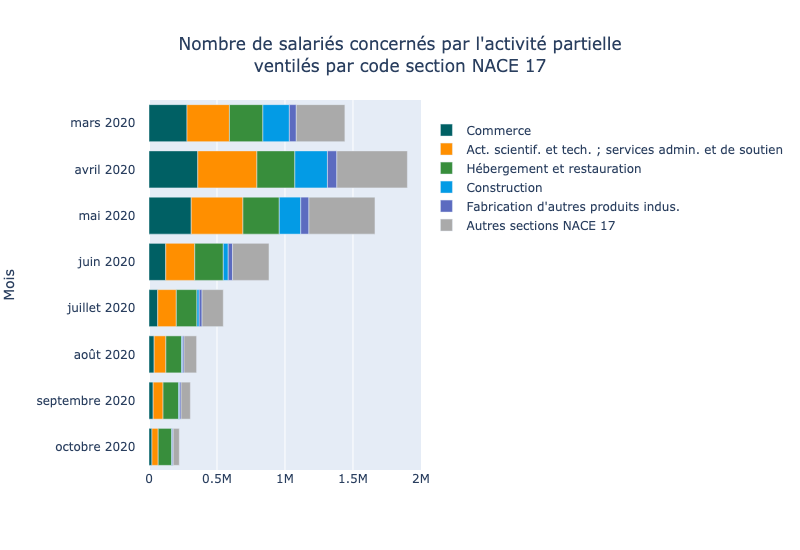 Nombre de salariés concernés par l'activité partielle
ventilés par code section NACE 17
Mois
mars 2020
avril 2020
mai 2020
juin 2020
juillet 2020
août 2020
septembre 2020
octobre 2020
0
0.5M
1M
1.5M
2M
Commerce
Act. scientif. et tech. ; services admin. et de soutien
Hébergement et restauration
Construction
Fabrication d'autres produits indus.
Autres sections NACE 17